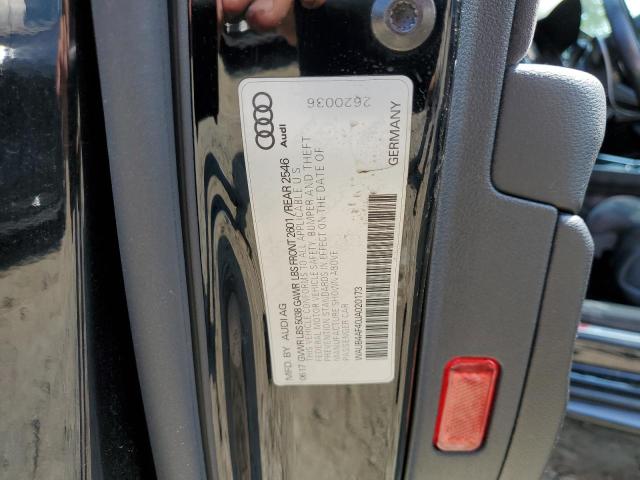 Audi
2620036
MFD. BY AUDI AG
06 17 GVWR LBS 5038 GAWR LBS FRONT 2601 / REAR 2546
THIS VEHICLE CONFORMS TO ALL APPLICABLE U.S.
FEDERAL MOTOR VEHICLE SAFETY, BUMPER AND THEFT
PREVENTION STANDARDS IN EFFECT ON THE DATE OF
MANUFACTURE SHOWN ABOVE
PASSENGER CAR
WAUB4AF40JA020173
GERMANY